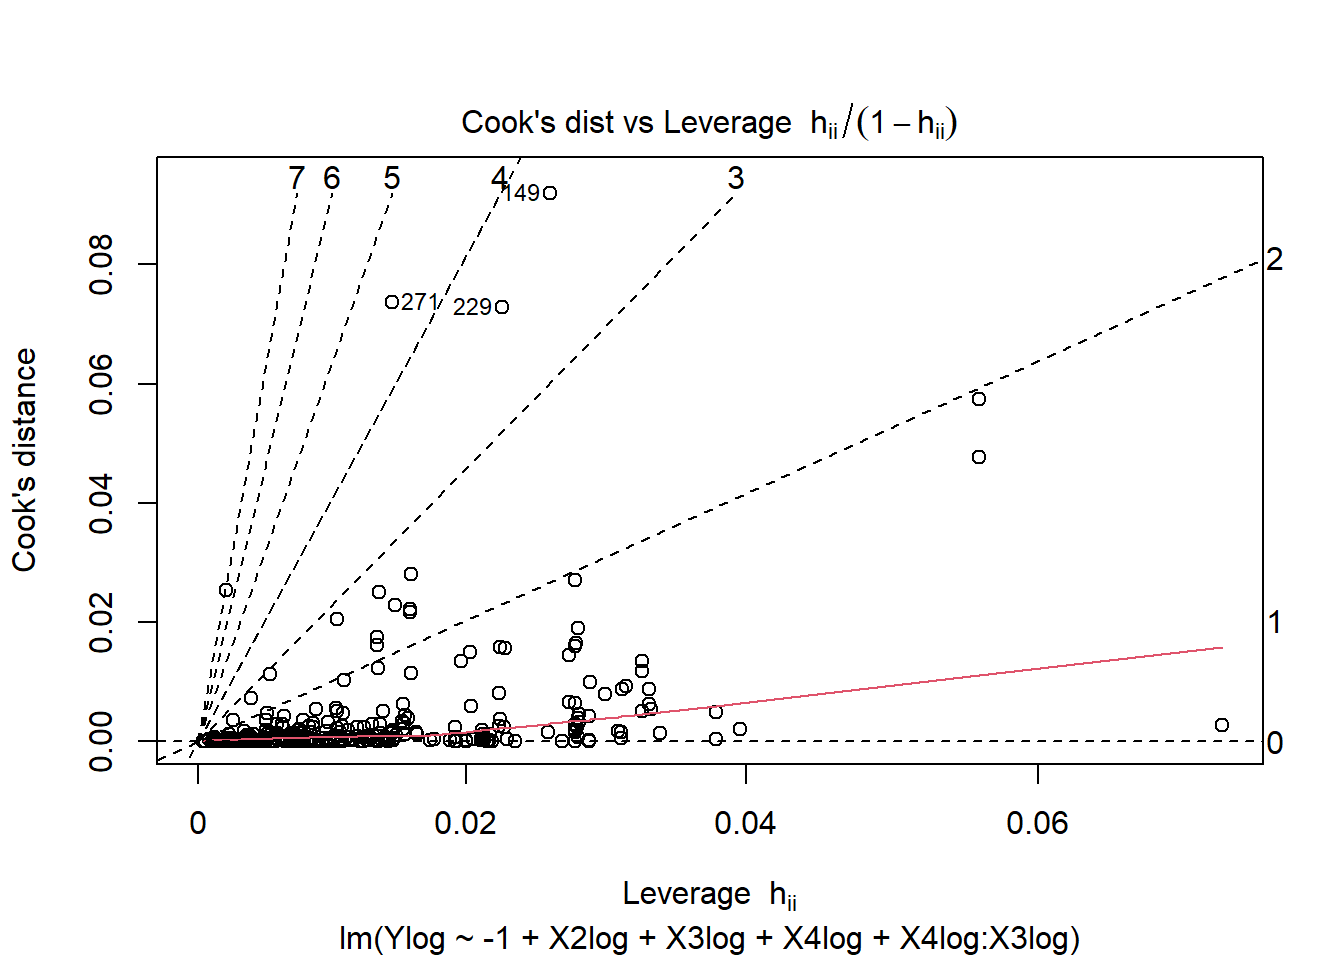 Cook's dist vs Leverage hii/(1 − hii)
7 6 5 4 3
149
2
271 229
1
0
0.00 0.02 0.04 0.06 0.08
Cook's distance
0 0.02 0.04 0.06
Leverage hii
lm(Ylog ~ -1 + X2log + X3log + X4log + X4log:X3log)